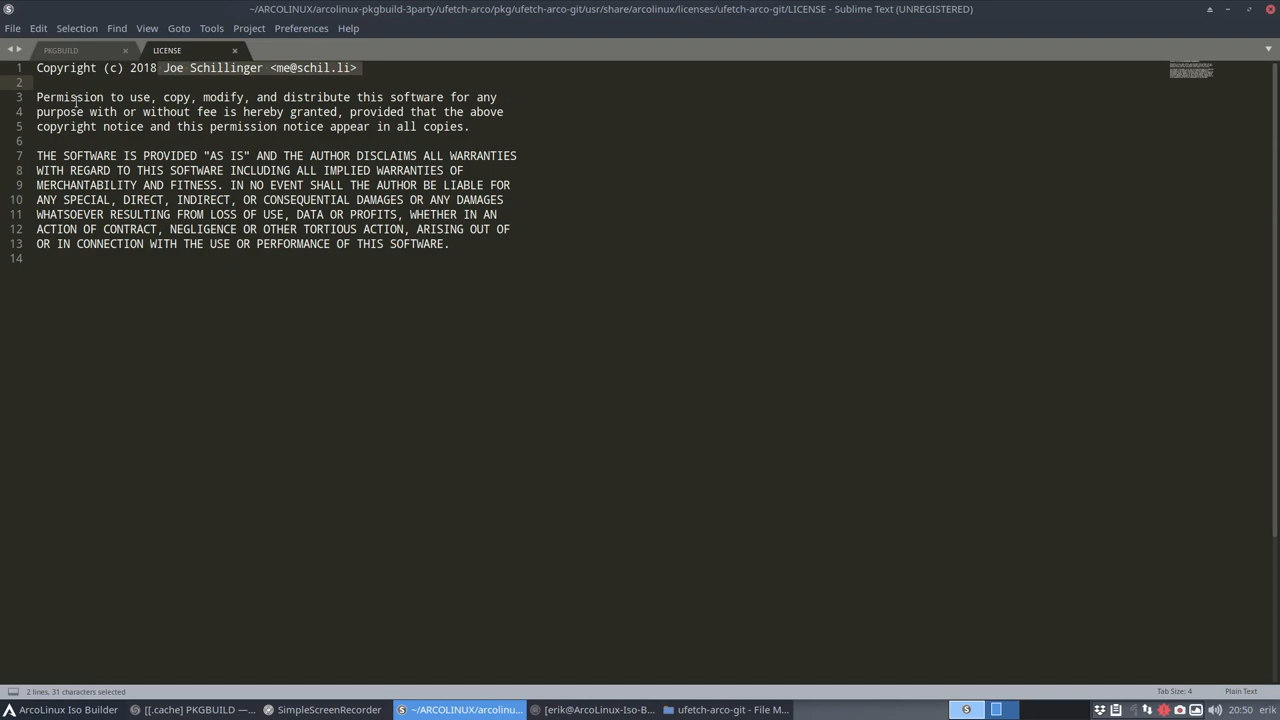 ~/ARCOLINUX/arcolinux-pkgbuild-3party/ufetch-arco/pkg/ufetch-arco-git/usr/share/arcolinux/licenses/ufetch-arco-git/LICENSE - Sublime Text (UNREGISTERED)
File Edit Selection Find View Goto Tools Project Preferences Help
PKGBUILD × LICENSE ×
1 Copyright (c) 2018 Joe Schillinger <me@schil.li>
2
3 Permission to use, copy, modify, and distribute this software for any
4 purpose with or without fee is hereby granted, provided that the above
5 copyright notice and this permission notice appear in all copies.
6
7 THE SOFTWARE IS PROVIDED "AS IS" AND THE AUTHOR DISCLAIMS ALL WARRANTIES
8 WITH REGARD TO THIS SOFTWARE INCLUDING ALL IMPLIED WARRANTIES OF
9 MERCHANTABILITY AND FITNESS. IN NO EVENT SHALL THE AUTHOR BE LIABLE FOR
10 ANY SPECIAL, DIRECT, INDIRECT, OR CONSEQUENTIAL DAMAGES OR ANY DAMAGES
11 WHATSOEVER RESULTING FROM LOSS OF USE, DATA OR PROFITS, WHETHER IN AN
12 ACTION OF CONTRACT, NEGLIGENCE OR OTHER TORTIOUS ACTION, ARISING OUT OF
13 OR IN CONNECTION WITH THE USE OR PERFORMANCE OF THIS SOFTWARE.
14
2 lines, 31 characters selected Tab Size: 4 Plain Text
ArcoLinux Iso Builder [[.cache] PKGBUILD —... SimpleScreenRecorder ~/ARCOLINUX/arcolinu... [erik@ArcoLinux-Iso-B... ufetch-arco-git - File M... 20:50 erik